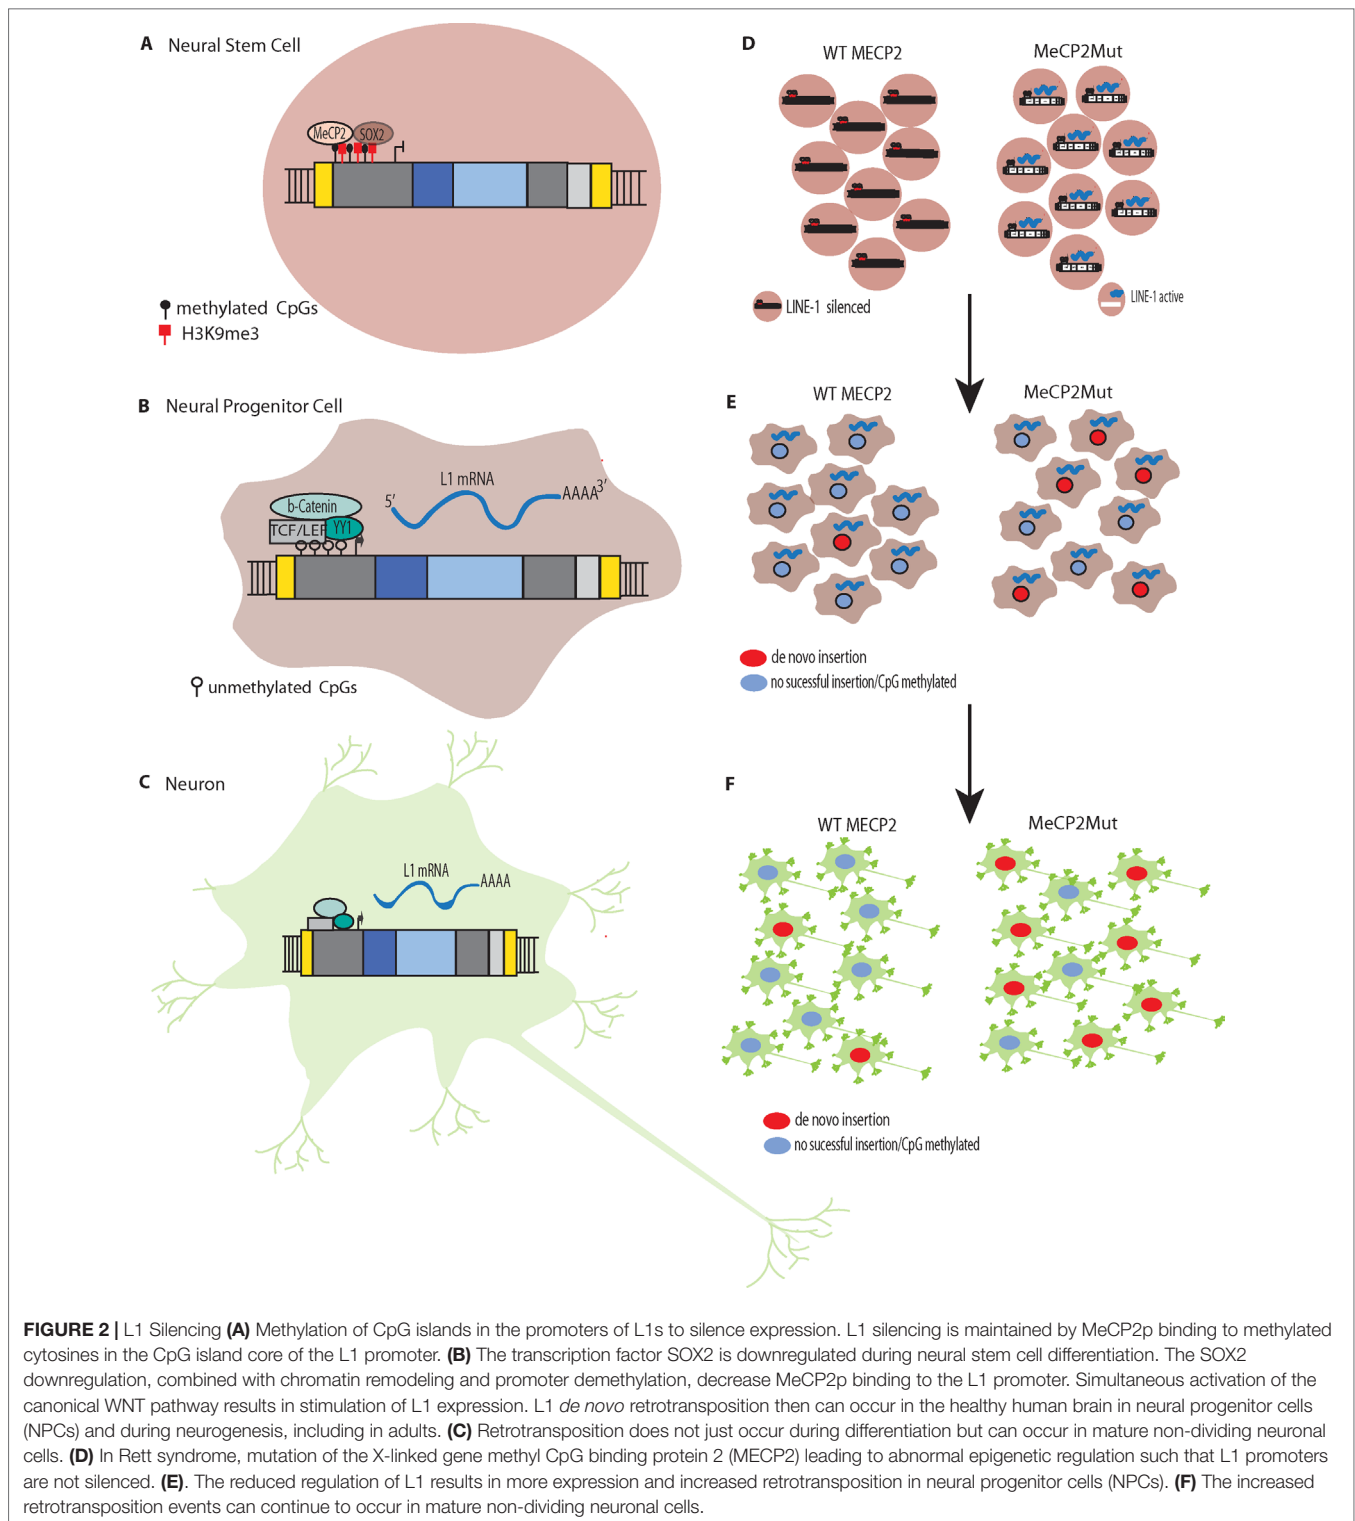 A Neural Stem Cell
MeCP2 SOX2
methylated CpGs
H3K9me3
B Neural Progenitor Cell
L1 mRNA
5′ AAAA3′
b-Catenin
TCF/LEF YY1
unmethylated CpGs
C Neuron
L1 mRNA
AAAA
D WT MECP2 MeCP2Mut
LINE-1 silenced
LINE-1 active
E WT MECP2 MeCP2Mut
de novo insertion
no sucessful insertion/CpG methylated
F WT MECP2 MeCP2Mut
de novo insertion
no sucessful insertion/CpG methylated
FIGURE 2 | L1 Silencing (A) Methylation of CpG islands in the promoters of L1s to silence expression. L1 silencing is maintained by MeCP2p binding to methylated
cytosines in the CpG island core of the L1 promoter. (B) The transcription factor SOX2 is downregulated during neural stem cell differentiation. The SOX2
downregulation, combined with chromatin remodeling and promoter demethylation, decrease MeCP2p binding to the L1 promoter. Simultaneous activation of the
canonical WNT pathway results in stimulation of L1 expression. L1 de novo retrotransposition then can occur in the healthy human brain in neural progenitor cells
(NPCs) and during neurogenesis, including in adults. (C) Retrotransposition does not just occur during differentiation but can occur in mature non-dividing neuronal
cells. (D) In Rett syndrome, mutation of the X-linked gene methyl CpG binding protein 2 (MECP2) leading to abnormal epigenetic regulation such that L1 promoters
are not silenced. (E). The reduced regulation of L1 results in more expression and increased retrotransposition in neural progenitor cells (NPCs). (F) The increased
retrotransposition events can continue to occur in mature non-dividing neuronal cells.